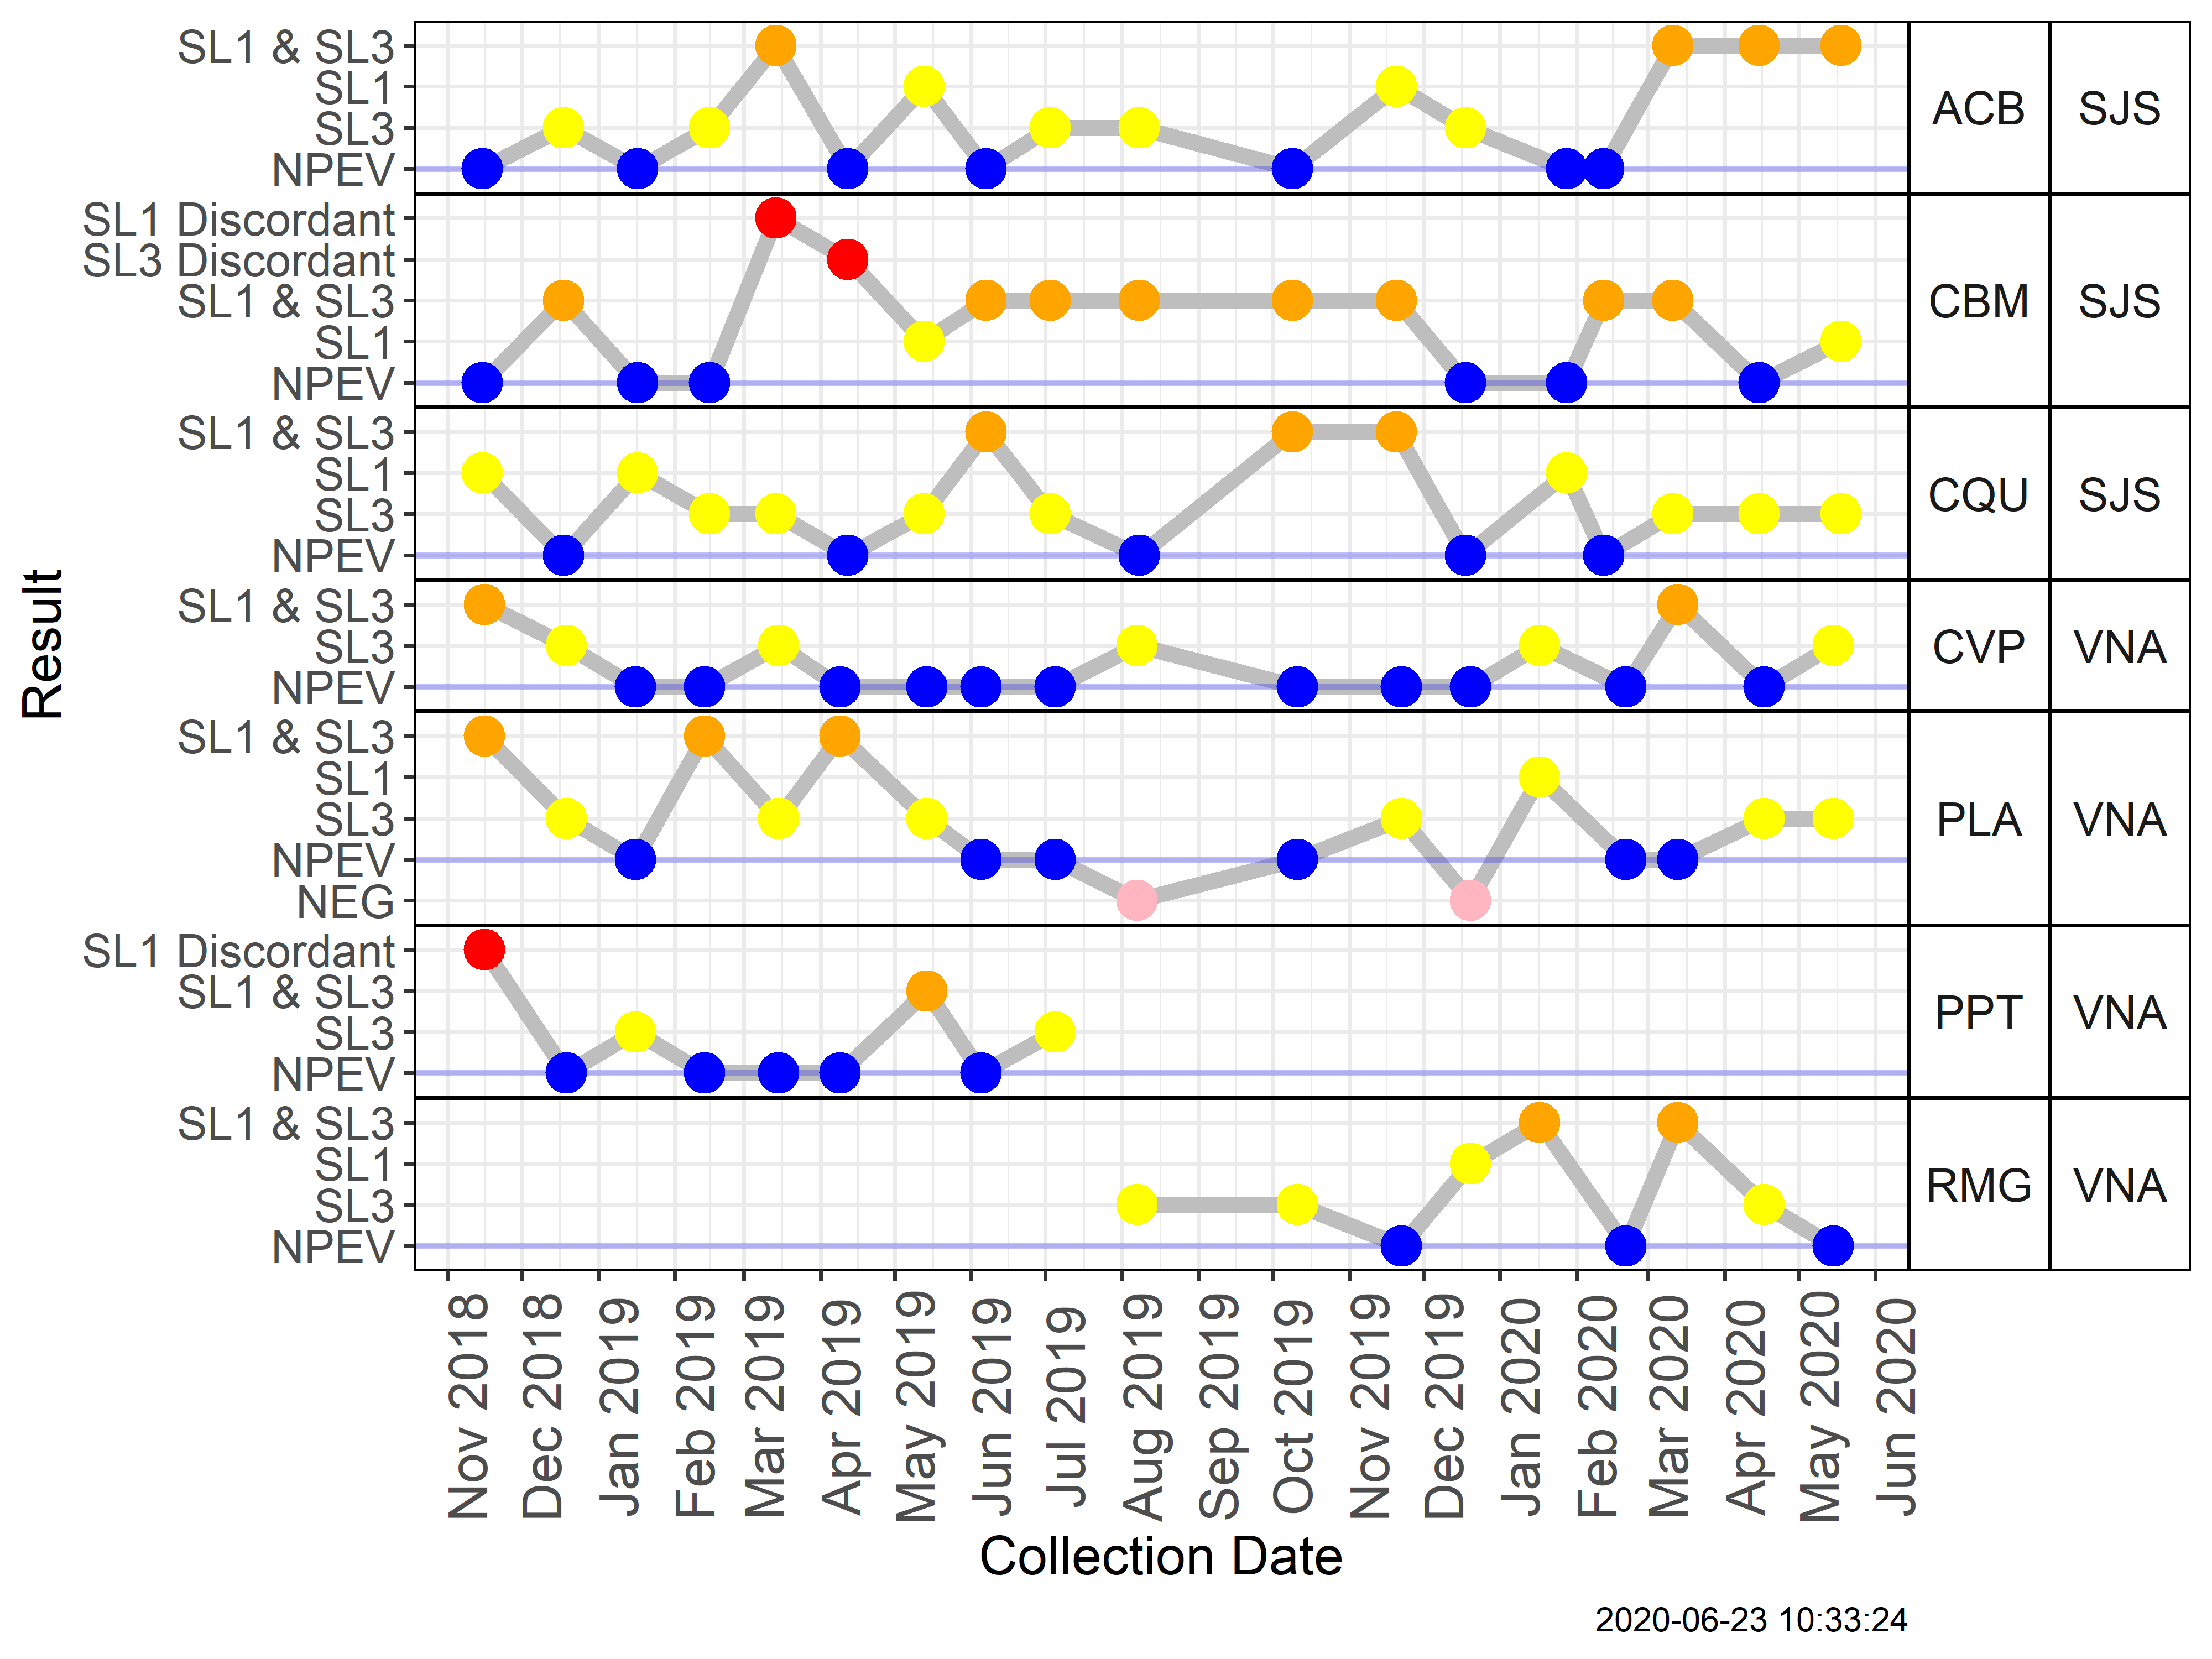 SL1 & SL3
SL1
SL3
NPEV
ACB
SJS
SL1 Discordant
SL3 Discordant
SL1 & SL3
SL1
NPEV
CBM
SJS
SL1 & SL3
SL1
SL3
NPEV
CQU
SJS
SL1 & SL3
SL3
NPEV
CVP
VNA
SL1 & SL3
SL1
SL3
NPEV
NEG
PLA
VNA
SL1 Discordant
SL1 & SL3
SL3
NPEV
PPT
VNA
SL1 & SL3
SL1
SL3
NPEV
RMG
VNA
Result
Nov 2018
Dec 2018
Jan 2019
Feb 2019
Mar 2019
Apr 2019
May 2019
Jun 2019
Jul 2019
Aug 2019
Sep 2019
Oct 2019
Nov 2019
Dec 2019
Jan 2020
Feb 2020
Mar 2020
Apr 2020
May 2020
Jun 2020
Collection Date
2020-06-23 10:33:24